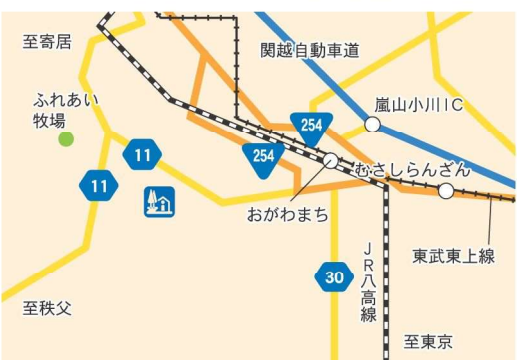 至寄居
関越自動車道
ふれあい
牧場
嵐山小川IC
254
11
254
むさしらんざん
11
おがわまち
東武東上線
JR八高線
30
至秩父
至東京